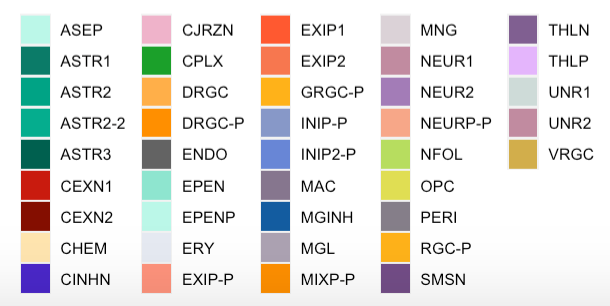 ASEP
ASTR1
ASTR2
ASTR2-2
ASTR3
CEXN1
CEXN2
CHEM
CINHN
CJRZN
CPLX
DRGC
DRGC-P
ENDO
EPEN
EPENP
ERY
EXIP-P
EXIP1
EXIP2
GRGC-P
INIP-P
INIP2-P
MAC
MGINH
MGL
MIXP-P
MNG
NEUR1
NEUR2
NEURP-P
NFOL
OPC
PERI
RGC-P
SMSN
THLN
THLP
UNR1
UNR2
VRGC